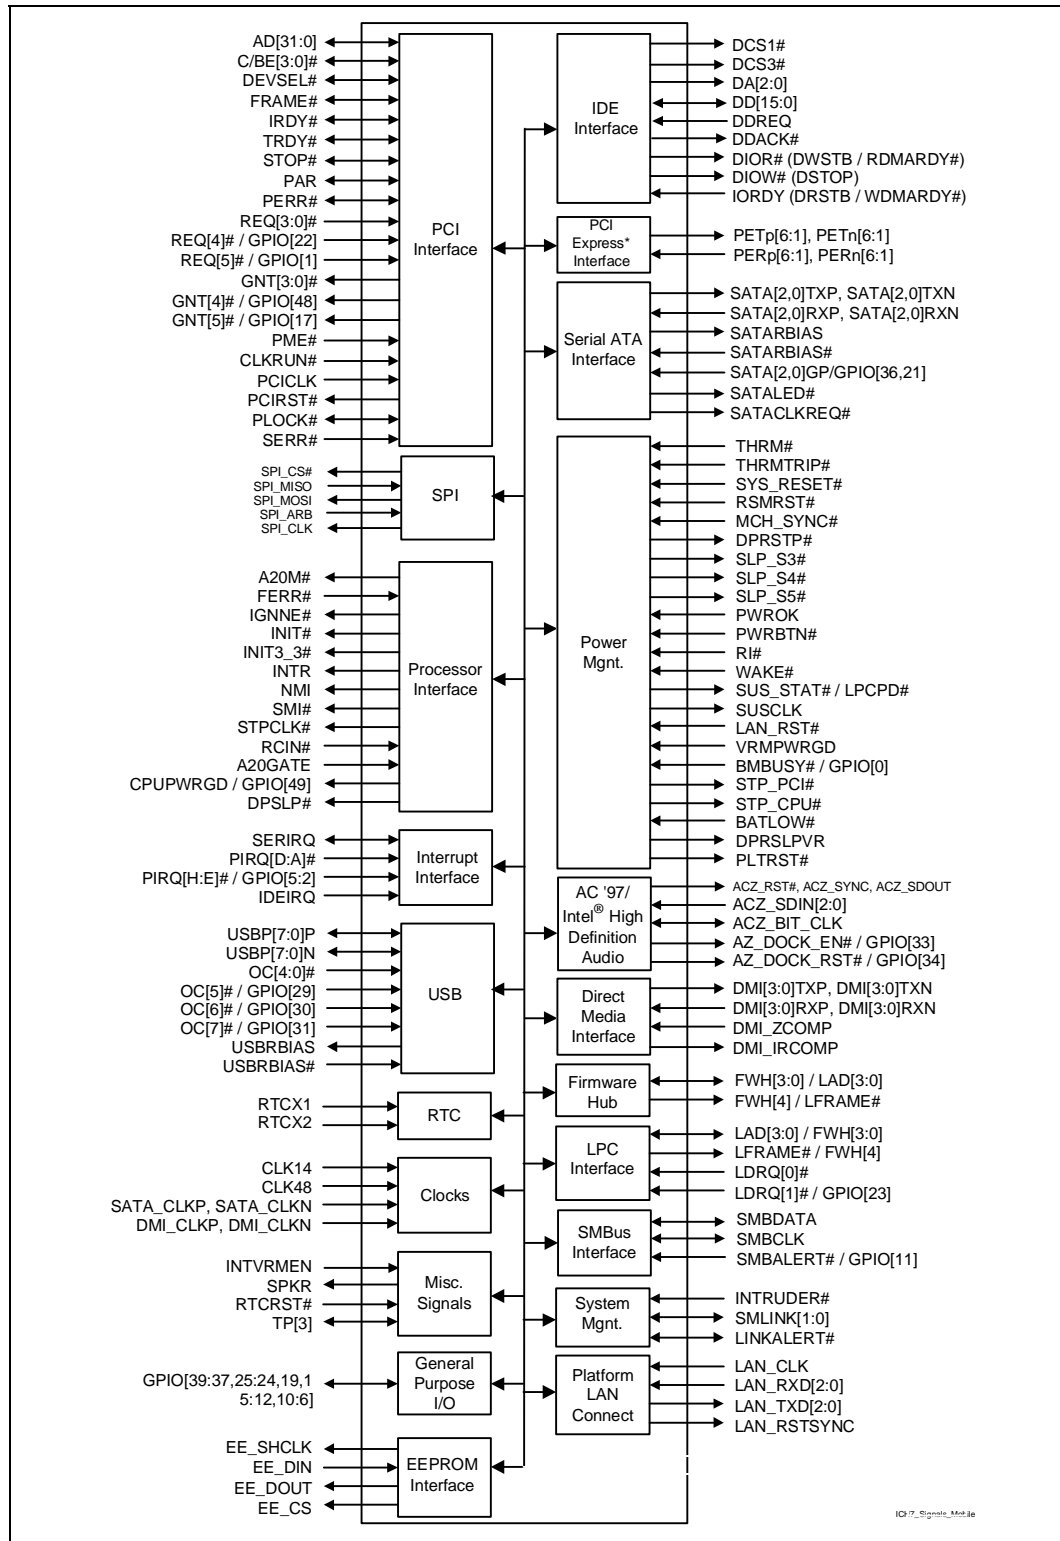 AD[31:0]
C/BE[3:0]#
DEVSEL#
FRAME#
IRDY#
TRDY#
STOP#
PAR
PERR#
REQ[3:0]#
REQ[4]# / GPIO[22]
REQ[5]# / GPIO[1]
GNT[3:0]#
GNT[4]# / GPIO[48]
GNT[5]# / GPIO[17]
PME#
CLKRUN#
PCICLK
PCIRST#
PLOCK#
SERR#
PCI
Interface
SPI_CS#
SPI_MISO
SPI_MOSI
SPI_ARB
SPI_CLK
SPI
A20M#
FERR#
IGNNE#
INIT#
INIT3_3#
INTR
NMI
SMI#
STPCLK#
RCIN#
A20GATE
CPUPWRGD / GPIO[49]
DPSLP#
Processor
Interface
SERIRQ
PIRQ[D:A]#
PIRQ[H:E]# / GPIO[5:2]
IDEIRQ
Interrupt
Interface
USBP[7:0]P
USBP[7:0]N
OC[4:0]#
OC[5]# / GPIO[29]
OC[6]# / GPIO[30]
OC[7]# / GPIO[31]
USBRBIAS
USBRBIAS#
USB
RTCX1
RTCX2
RTC
CLK14
CLK48
SATA_CLKP, SATA_CLKN
DMI_CLKP, DMI_CLKN
Clocks
INTVRMEN
SPKR
RTCRST#
TP[3]
Misc.
Signals
GPIO[39:37,25:24,19,1
5:12,10:6]
General
Purpose
I/O
EE_SHCLK
EE_DIN
EE_DOUT
EE_CS
EEPROM
Interface
IDE
Interface
DCS1#
DCS3#
DA[2:0]
DD[15:0]
DDREQ
DDACK#
DIOR# (DWSTB / RDMARDY#)
DIOW# (DSTOP)
IORDY (DRSTB / WDMARDY#)
PCI
Express*
Interface
PETp[6:1], PETn[6:1]
PERp[6:1], PERn[6:1]
Serial ATA
Interface
SATA[2,0]TXP, SATA[2,0]TXN
SATA[2,0]RXP, SATA[2,0]RXN
SATARBIAS
SATARBIAS#
SATA[2,0]GP/GPIO[36,21]
SATALED#
SATACLKREQ#
Power
Mgnt.
THRM#
THRMTRIP#
SYS_RESET#
RSMRST#
MCH_SYNC#
DPRSTP#
SLP_S3#
SLP_S4#
SLP_S5#
PWROK
PWRBTN#
RI#
WAKE#
SUS_STAT# / LPCPD#
SUSCLK
LAN_RST#
VRMPWRGD
BMBUSY# / GPIO[0]
STP_PCI#
STP_CPU#
BATLOW#
DPRSLPVR
PLTRST#
AC '97/
Intel® High
Definition
Audio
ACZ_RST#, ACZ_SYNC, ACZ_SDOUT
ACZ_SDIN[2:0]
ACZ_BIT_CLK
AZ_DOCK_EN# / GPIO[33]
AZ_DOCK_RST# / GPIO[34]
Direct
Media
Interface
DMI[3:0]TXP, DMI[3:0]TXN
DMI[3:0]RXP, DMI[3:0]RXN
DMI_ZCOMP
DMI_IRCOMP
Firmware
Hub
FWH[3:0] / LAD[3:0]
FWH[4] / LFRAME#
LPC
Interface
LAD[3:0] / FWH[3:0]
LFRAME# / FWH[4]
LDRQ[0]#
LDRQ[1]# / GPIO[23]
SMBus
Interface
SMBDATA
SMBCLK
SMBALERT# / GPIO[11]
System
Mgnt.
INTRUDER#
SMLINK[1:0]
LINKALERT#
Platform
LAN
Connect
LAN_CLK
LAN_RXD[2:0]
LAN_TXD[2:0]
LAN_RSTSYNC
ICH7_Signals_Mobile